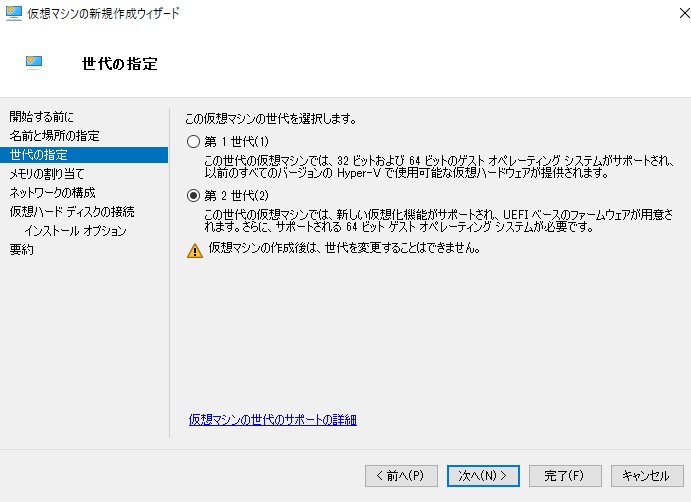 仮想マシンの新規作成ウィザード
世代の指定
開始する前に
名前と場所の指定
世代の指定
メモリの割り当て
ネットワークの構成
仮想ハード ディスクの接続
インストール オプション
要約
この仮想マシンの世代を選択します。
第 1 世代(1)
この世代の仮想マシンでは、32 ビットおよび 64 ビットのゲスト オペレーティング システムがサポートされ、
以前のすべてのバージョンの Hyper-V で使用可能な仮想ハードウェアが提供されます。
第 2 世代(2)
この世代の仮想マシンでは、新しい仮想化機能がサポートされ、UEFI ベースのファームウェアが用意さ
れます。さらに、サポートされる 64 ビット ゲスト オペレーティング システムが必要です。
仮想マシンの作成後は、世代を変更することはできません。
仮想マシンの世代のサポートの詳細
< 前へ(P)
次へ(N) >
完了(F)
キャンセル